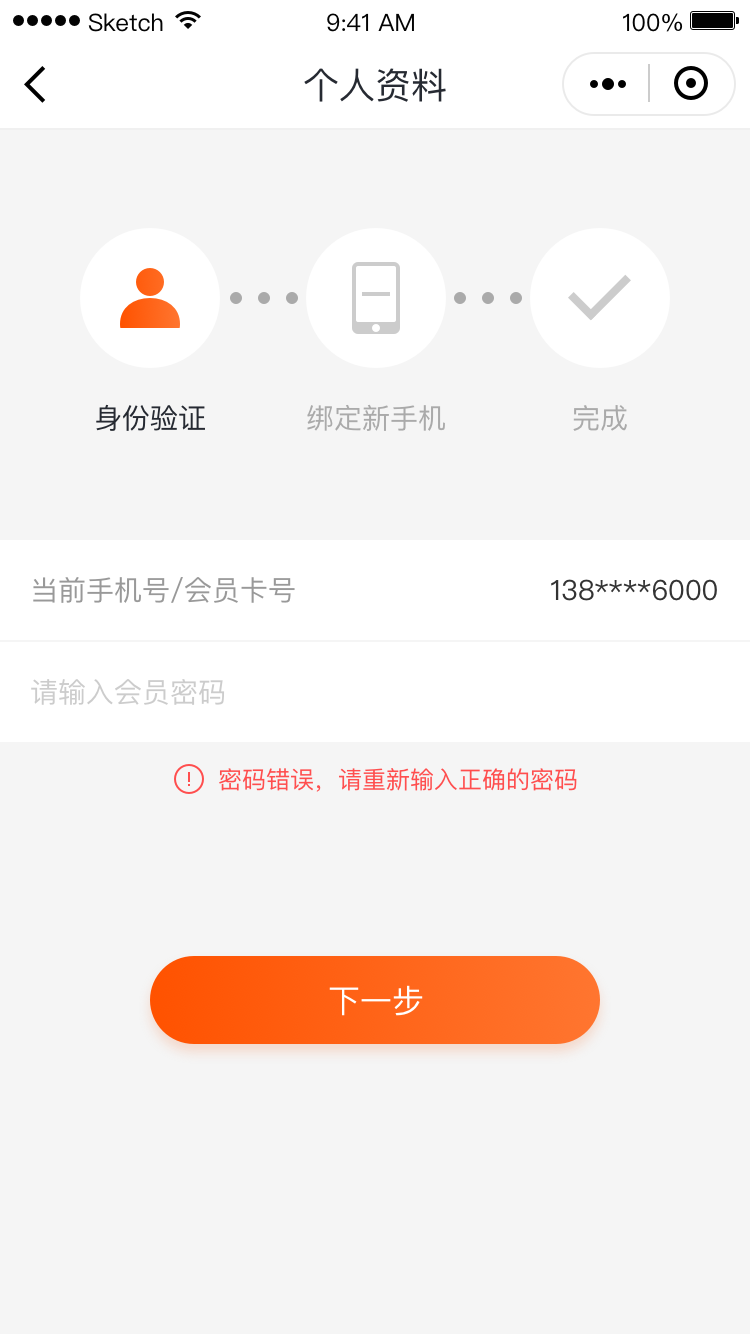 Sketch 9:41 AM 100%
个人资料
身份验证 绑定新手机 完成
当前手机号/会员卡号 138****6000
请输入会员密码
密码错误，请重新输入正确的密码
下一步